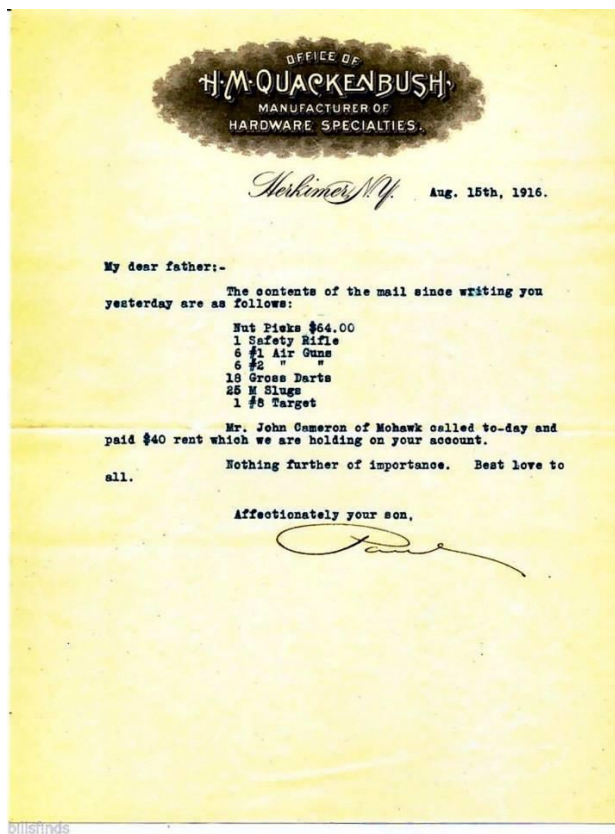 OFFICE OF
H.M. QUACKENBUSH.
MANUFACTURER OF
HARDWARE SPECIALTIES.
Herkimer, N.Y. Aug. 15th, 1916.
My dear father:-
The contents of the mail since writing you
yesterday are as follows:
Nut Picks $64.00
1 Safety Rifle
6 #1 Air Guns
6 #2 " "
18 Gross Darts
25 M Slugs
1 #8 Target
Mr. John Cameron of Mohawk called to-day and
paid $40 rent which we are holding on your account.
Nothing further of importance. Best love to
all.
Affectionately your son,
Paul
billsfinds